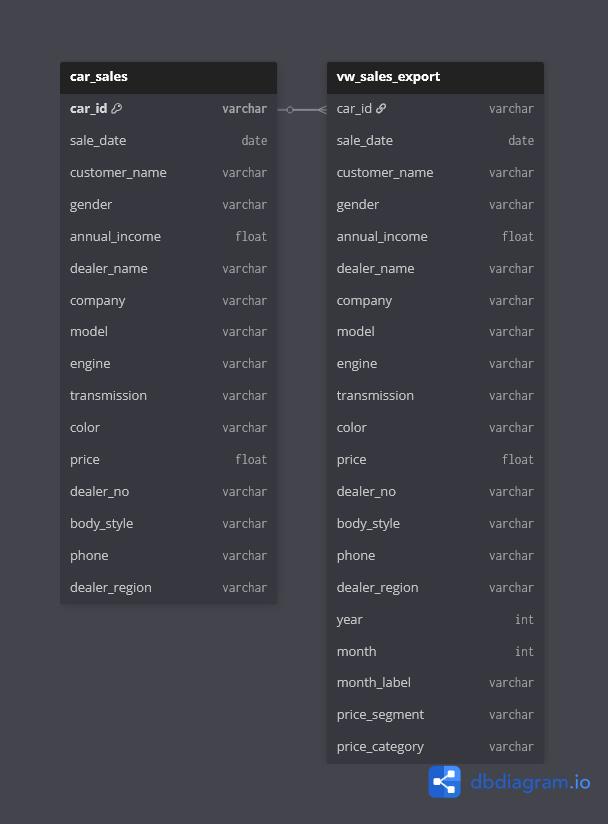 car_sales
car_id varchar
sale_date date
customer_name varchar
gender varchar
annual_income float
dealer_name varchar
company varchar
model varchar
engine varchar
transmission varchar
color varchar
price float
dealer_no varchar
body_style varchar
phone varchar
dealer_region varchar
vw_sales_export
car_id varchar
sale_date date
customer_name varchar
gender varchar
annual_income float
dealer_name varchar
company varchar
model varchar
engine varchar
transmission varchar
color varchar
price float
dealer_no varchar
body_style varchar
phone varchar
dealer_region varchar
year int
month int
month_label varchar
price_segment varchar
price_category varchar
dbdiagram.io